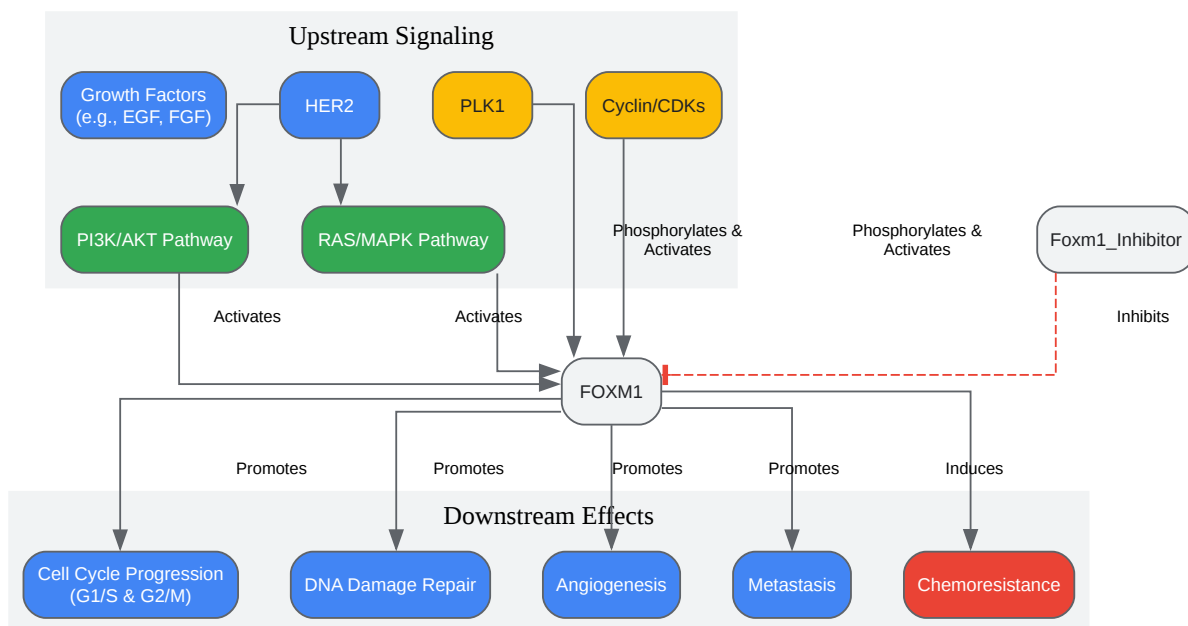 Upstream Signaling
Growth Factors
(e.g., EGF, FGF)
HER2
PLK1
Cyclin/CDKs
PI3K/AKT Pathway
RAS/MAPK Pathway
Phosphorylates &
Activates
Phosphorylates &
Activates
Foxm1_Inhibitor
Activates
Activates
Inhibits
FOXM1
Promotes
Promotes
Promotes
Promotes
Induces
Downstream Effects
Cell Cycle Progression
(G1/S & G2/M)
DNA Damage Repair
Angiogenesis
Metastasis
Chemoresistance